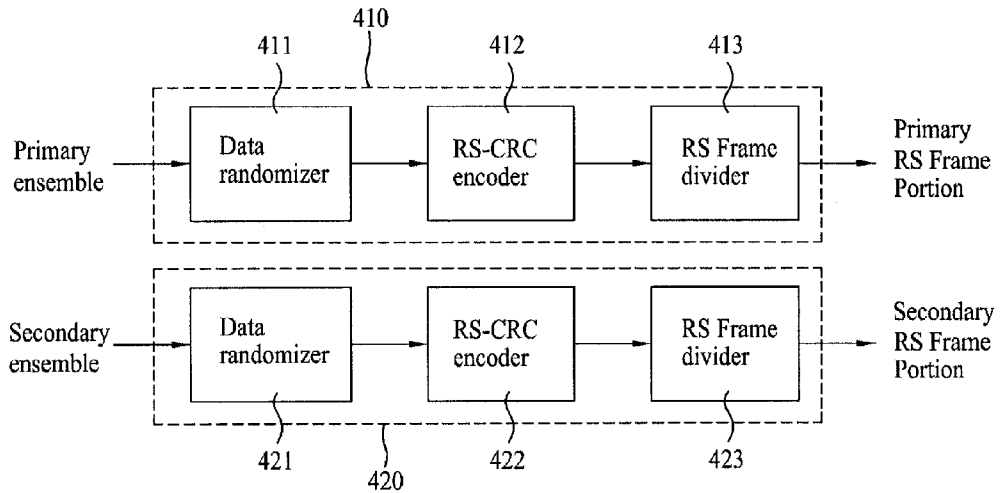 410
411
412
413
Primary
ensemble
Data
randomizer
RS-CRC
encoder
RS Frame
divider
Primary
RS Frame
Portion
Secondary
ensemble
Data
randomizer
RS-CRC
encoder
RS Frame
divider
Secondary
RS Frame
Portion
421
420
422
423